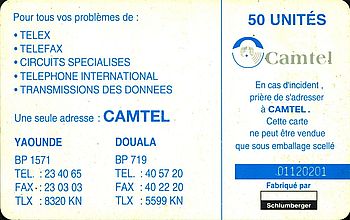 Pour tous vos problèmes de :
• TELEX
• TELEFAX
• CIRCUITS SPECIALISES
• TELEPHONE INTERNATIONAL
• TRANSMISSIONS DES DONNEES
Une seule adresse : CAMTEL
YAOUNDE
BP 1571
TEL. : 23 40 65
FAX- : 23 03 03
TLX : 8320 KN
DOUALA
BP 719
TEL. : 40 57 20
FAX : 40 22 20
TLX : 5599 KN
50 UNITÉS
Camtel
En cas d'incident,
prière de s'adresser
à CAMTEL.
Cette carte
ne peut être vendue
que sous emballage scellé
01120201
Fabriqué par
Schlumberger